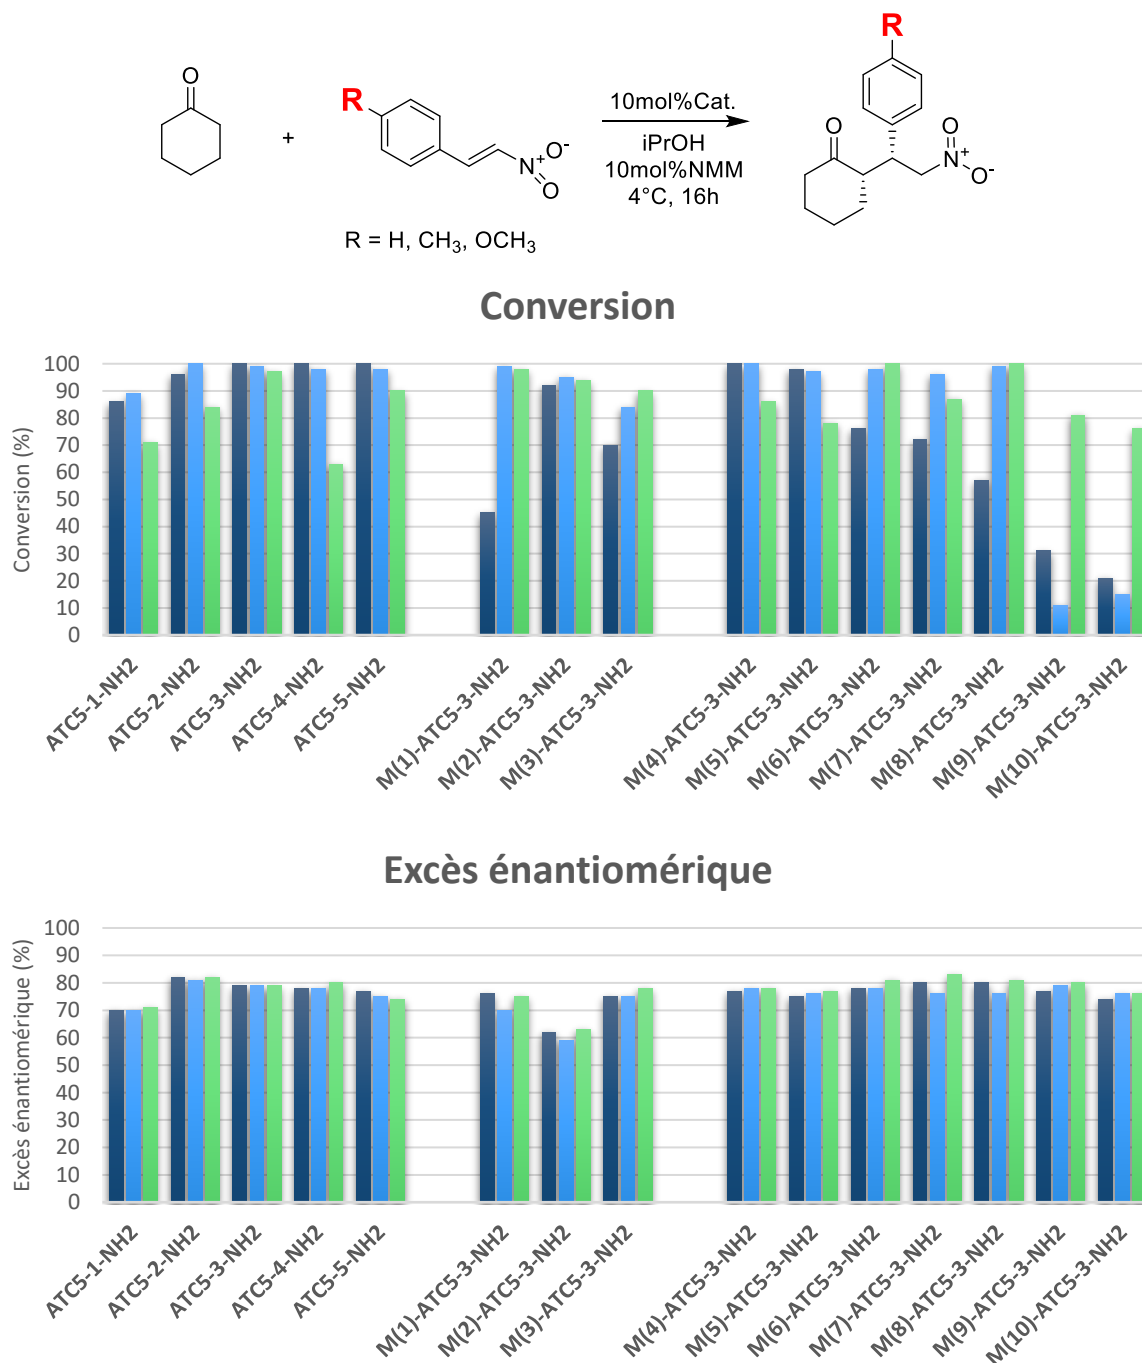 R
O
O
+
R
N
+
O
-
O
10mol%Cat.
iPrOH
10mol%NMM
4°C, 16h
O
N
+
O
-
R = H, CH3, OCH3
Conversion
Conversion (%)
100
90
80
70
60
50
40
30
20
10
0
ATC5-1-NH2
ATC5-2-NH2
ATC5-3-NH2
ATC5-4-NH2
ATC5-5-NH2
M(1)-ATC5-3-NH2
M(2)-ATC5-3-NH2
M(3)-ATC5-3-NH2
M(4)-ATC5-3-NH2
M(5)-ATC5-3-NH2
M(6)-ATC5-3-NH2
M(7)-ATC5-3-NH2
M(8)-ATC5-3-NH2
M(9)-ATC5-3-NH2
M(10)-ATC5-3-NH2
Excès énantiomérique
Excès énantiomérique (%)
100
90
80
70
60
50
40
30
20
10
0
ATC5-1-NH2
ATC5-2-NH2
ATC5-3-NH2
ATC5-4-NH2
ATC5-5-NH2
M(1)-ATC5-3-NH2
M(2)-ATC5-3-NH2
M(3)-ATC5-3-NH2
M(4)-ATC5-3-NH2
M(5)-ATC5-3-NH2
M(6)-ATC5-3-NH2
M(7)-ATC5-3-NH2
M(8)-ATC5-3-NH2
M(9)-ATC5-3-NH2
M(10)-ATC5-3-NH2